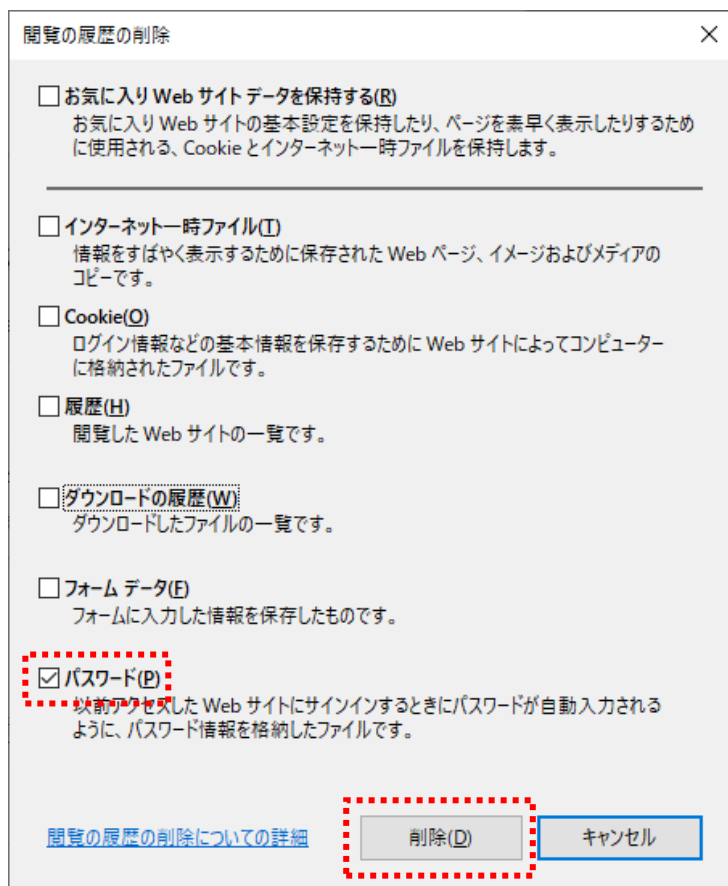 閲覧の履歴の削除
お気に入り Web サイト データを保持する(R)
お気に入り Web サイトの基本設定を保持したり、ページを素早く表示したりするため
に使用される、Cookie とインターネット一時ファイルを保持します。
インターネット一時ファイル(T)
情報をすばやく表示するために保存された Web ページ、イメージおよびメディアの
コピーです。
Cookie(O)
ログイン情報などの基本情報を保存するために Web サイトによってコンピューター
に格納されたファイルです。
履歴(H)
閲覧した Web サイトの一覧です。
ダウンロードの履歴(W)
ダウンロードしたファイルの一覧です。
フォーム データ(F)
フォームに入力した情報を保存したものです。
パスワード(P)
以前アクセスした Web サイトにサインインするときにパスワードが自動入力される
ように、パスワード情報を格納したファイルです。
閲覧の履歴の削除についての詳細
削除(D)
キャンセル